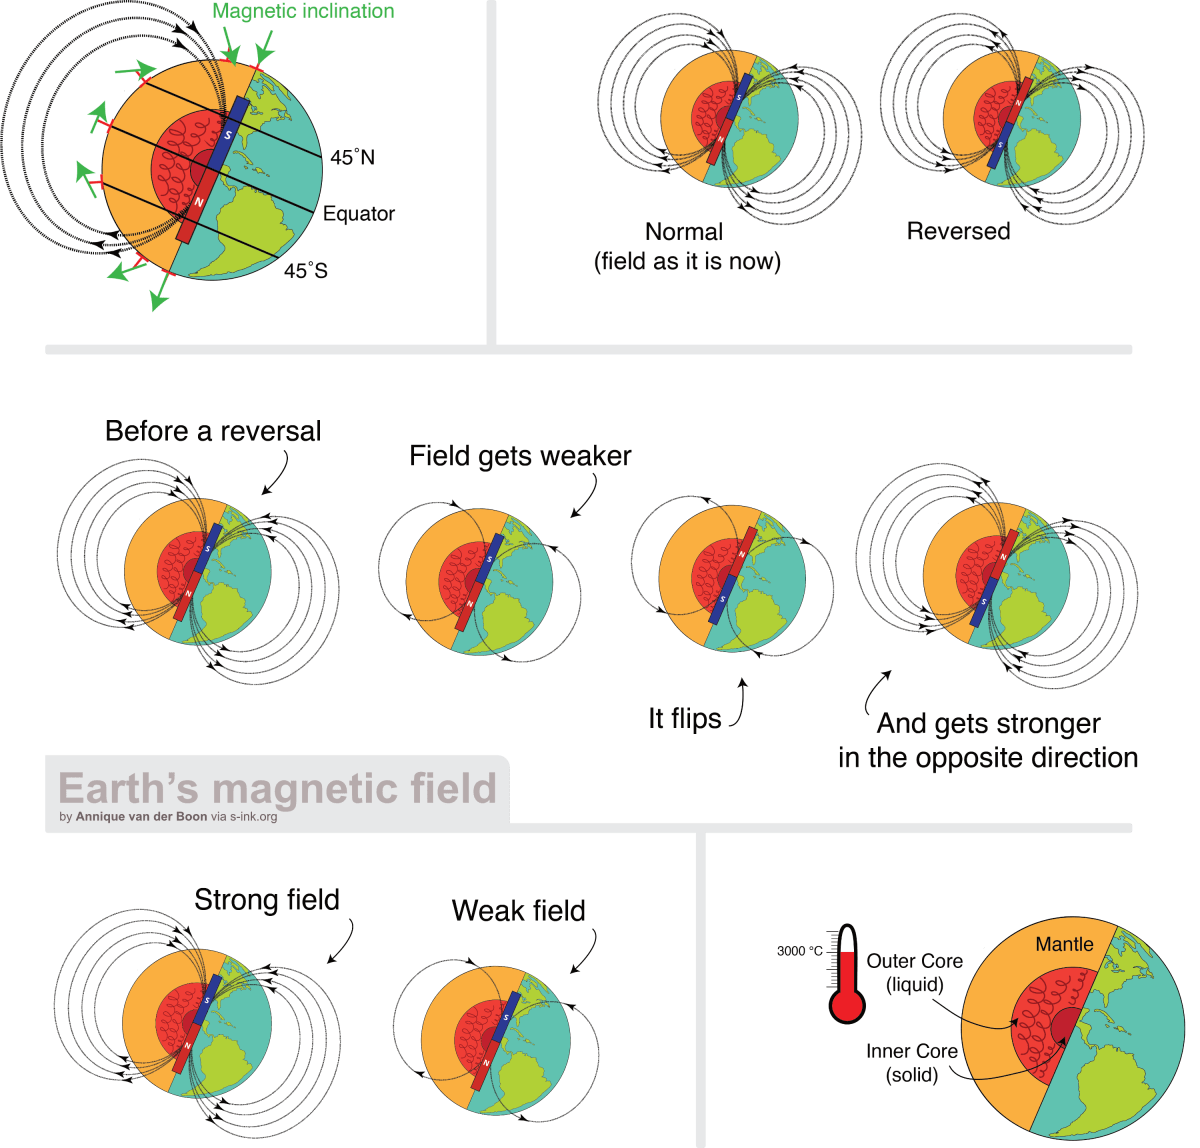 Magnetic inclination
S
N
45°N
Equator
45°S
S
N
Normal
(field as it is now)
N
S
Reversed
Before a reversal
S
N
Field gets weaker
S
N
It flips
N
S
And gets stronger
in the opposite direction
N
S
Earth's magnetic field
by Annique van der Boon via s-ink.org
Strong field
S
N
Weak field
S
N
3000 °C
Mantle
Outer Core
(liquid)
Inner Core
(solid)